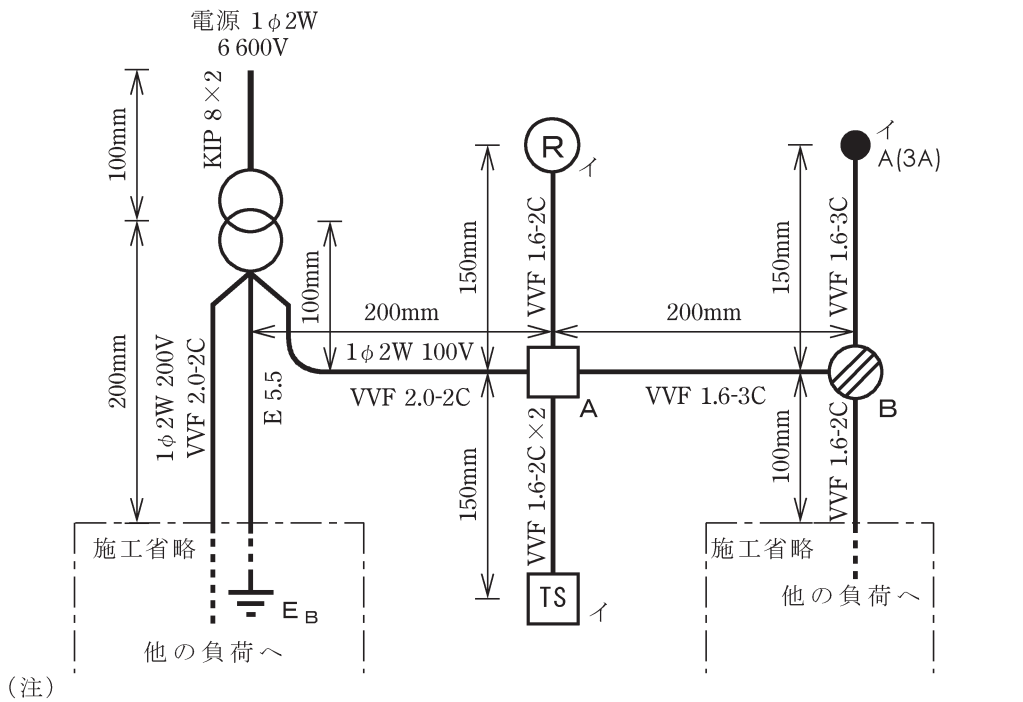 電源 1φ2W
6 600V
100mm
KIP 8×2
R
イ
イ
A(3A)
150mm
VVF 1.6-2C
150mm
VVF 1.6-3C
100mm
200mm
200mm
200mm
1φ2W 200V
VVF 2.0-2C
E 5.5
1φ2W 100V
VVF 2.0-2C
A
VVF 1.6-3C
B
150mm
VVF 1.6-2C×2
100mm
VVF 1.6-2C
施工省略
施工省略
TS
イ
EB
他の負荷へ
他の負荷へ
（注）